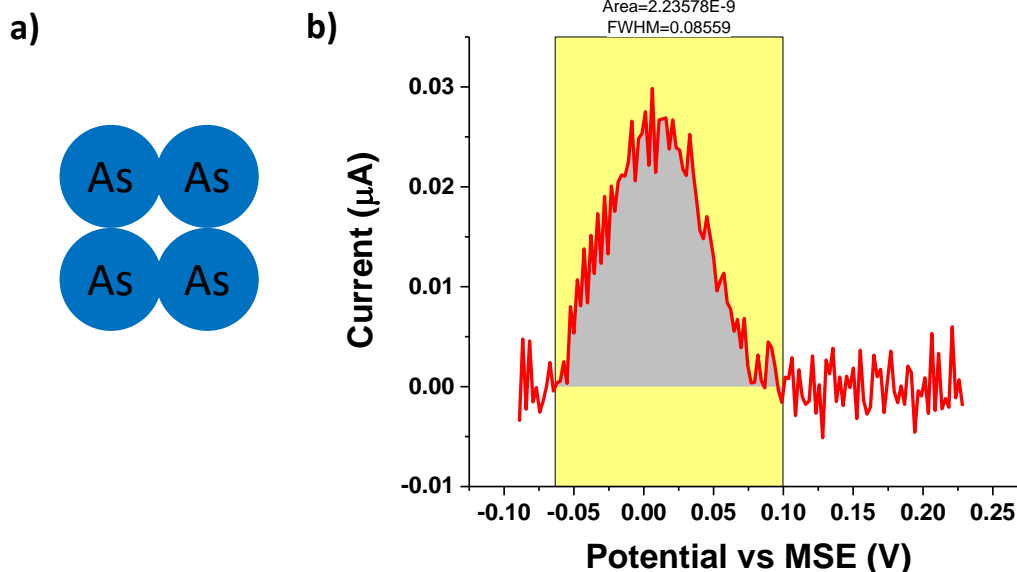 a)
b)
Area=2.23578E-9
FWHM=0.08559
As As
As As
Current (µA)
0.03
0.02
0.01
0.00
-0.01
-0.10 -0.05 0.00 0.05 0.10 0.15 0.20 0.25
Potential vs MSE (V)